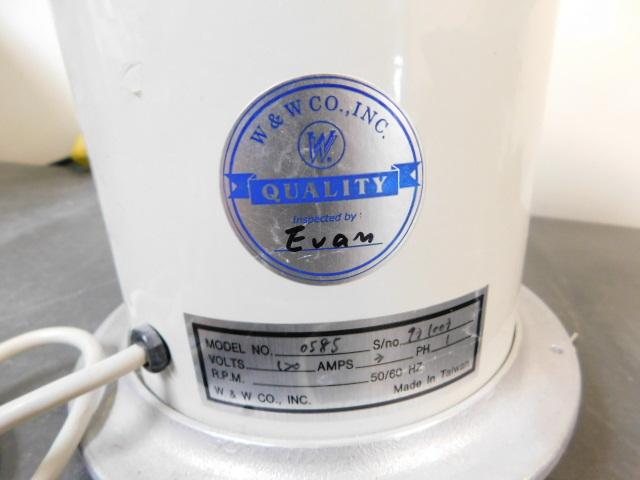 W & W CO., INC.
W.
QUALITY
Inspected by :
Evan
MODEL NO. 0585 S/no.
VOLTS 120 AMPS PH 1
R.P.M. 50/60 HZ
W & W CO., INC. Made In Taiwan